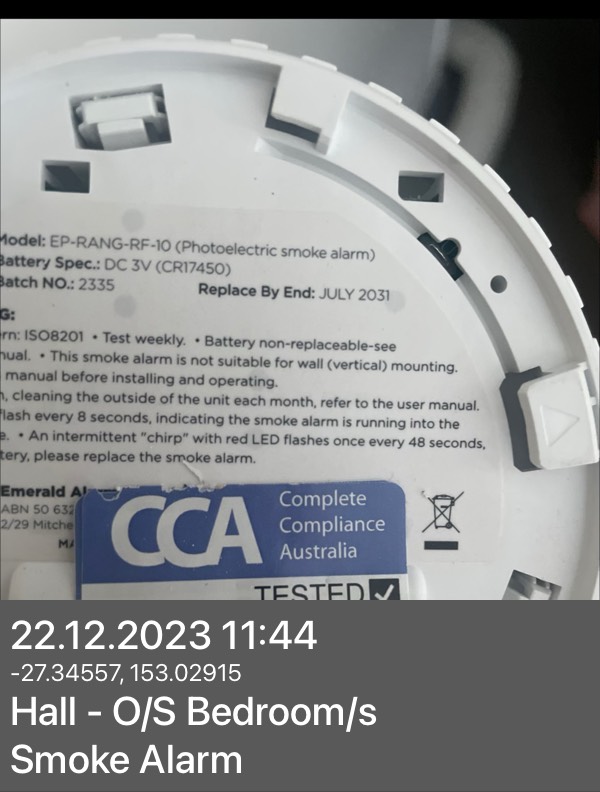 Model: EP-RANG-RF-10 (Photoelectric smoke alarm)
Battery Spec.: DC 3V (CR17450)
Batch NO.: 2335 Replace By End: JULY 2031
G:
rn: ISO8201 • Test weekly. • Battery non-replaceable-see
nual. • This smoke alarm is not suitable for wall (vertical) mounting.
manual before installing and operating.
n, cleaning the outside of the unit each month, refer to the user manual.
flash every 8 seconds, indicating the smoke alarm is running into the
e. • An intermittent "chirp" with red LED flashes once every 48 seconds,
tery, please replace the smoke alarm.
Emerald Al
ABN 50 632
2/29 Mitche
MA
CCA
Complete
Compliance
Australia
TESTED
22.12.2023 11:44
-27.34557, 153.02915
Hall - O/S Bedroom/s
Smoke Alarm